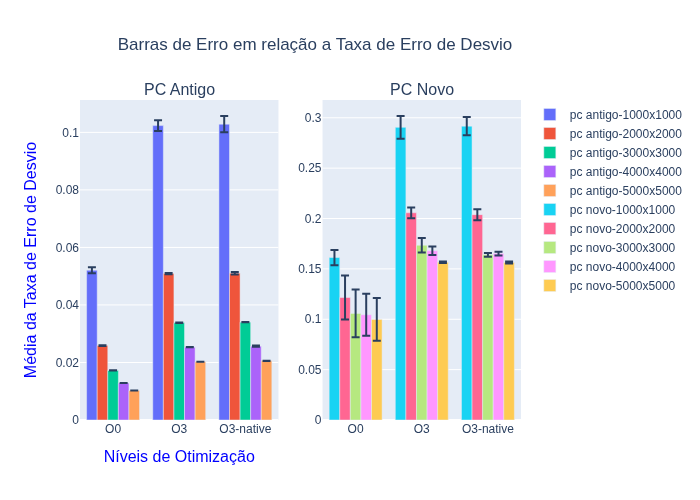 Barras de Erro em relação a Taxa de Erro de Desvio
PC Antigo
PC Novo
Média da Taxa de Erro de Desvio
0.1
0.08
0.06
0.04
0.02
0
O0
O3
O3-native
Níveis de Otimização
0.3
0.25
0.2
0.15
0.1
0.05
0
O0
O3
O3-native
pc antigo-1000x1000
pc antigo-2000x2000
pc antigo-3000x3000
pc antigo-4000x4000
pc antigo-5000x5000
pc novo-1000x1000
pc novo-2000x2000
pc novo-3000x3000
pc novo-4000x4000
pc novo-5000x5000